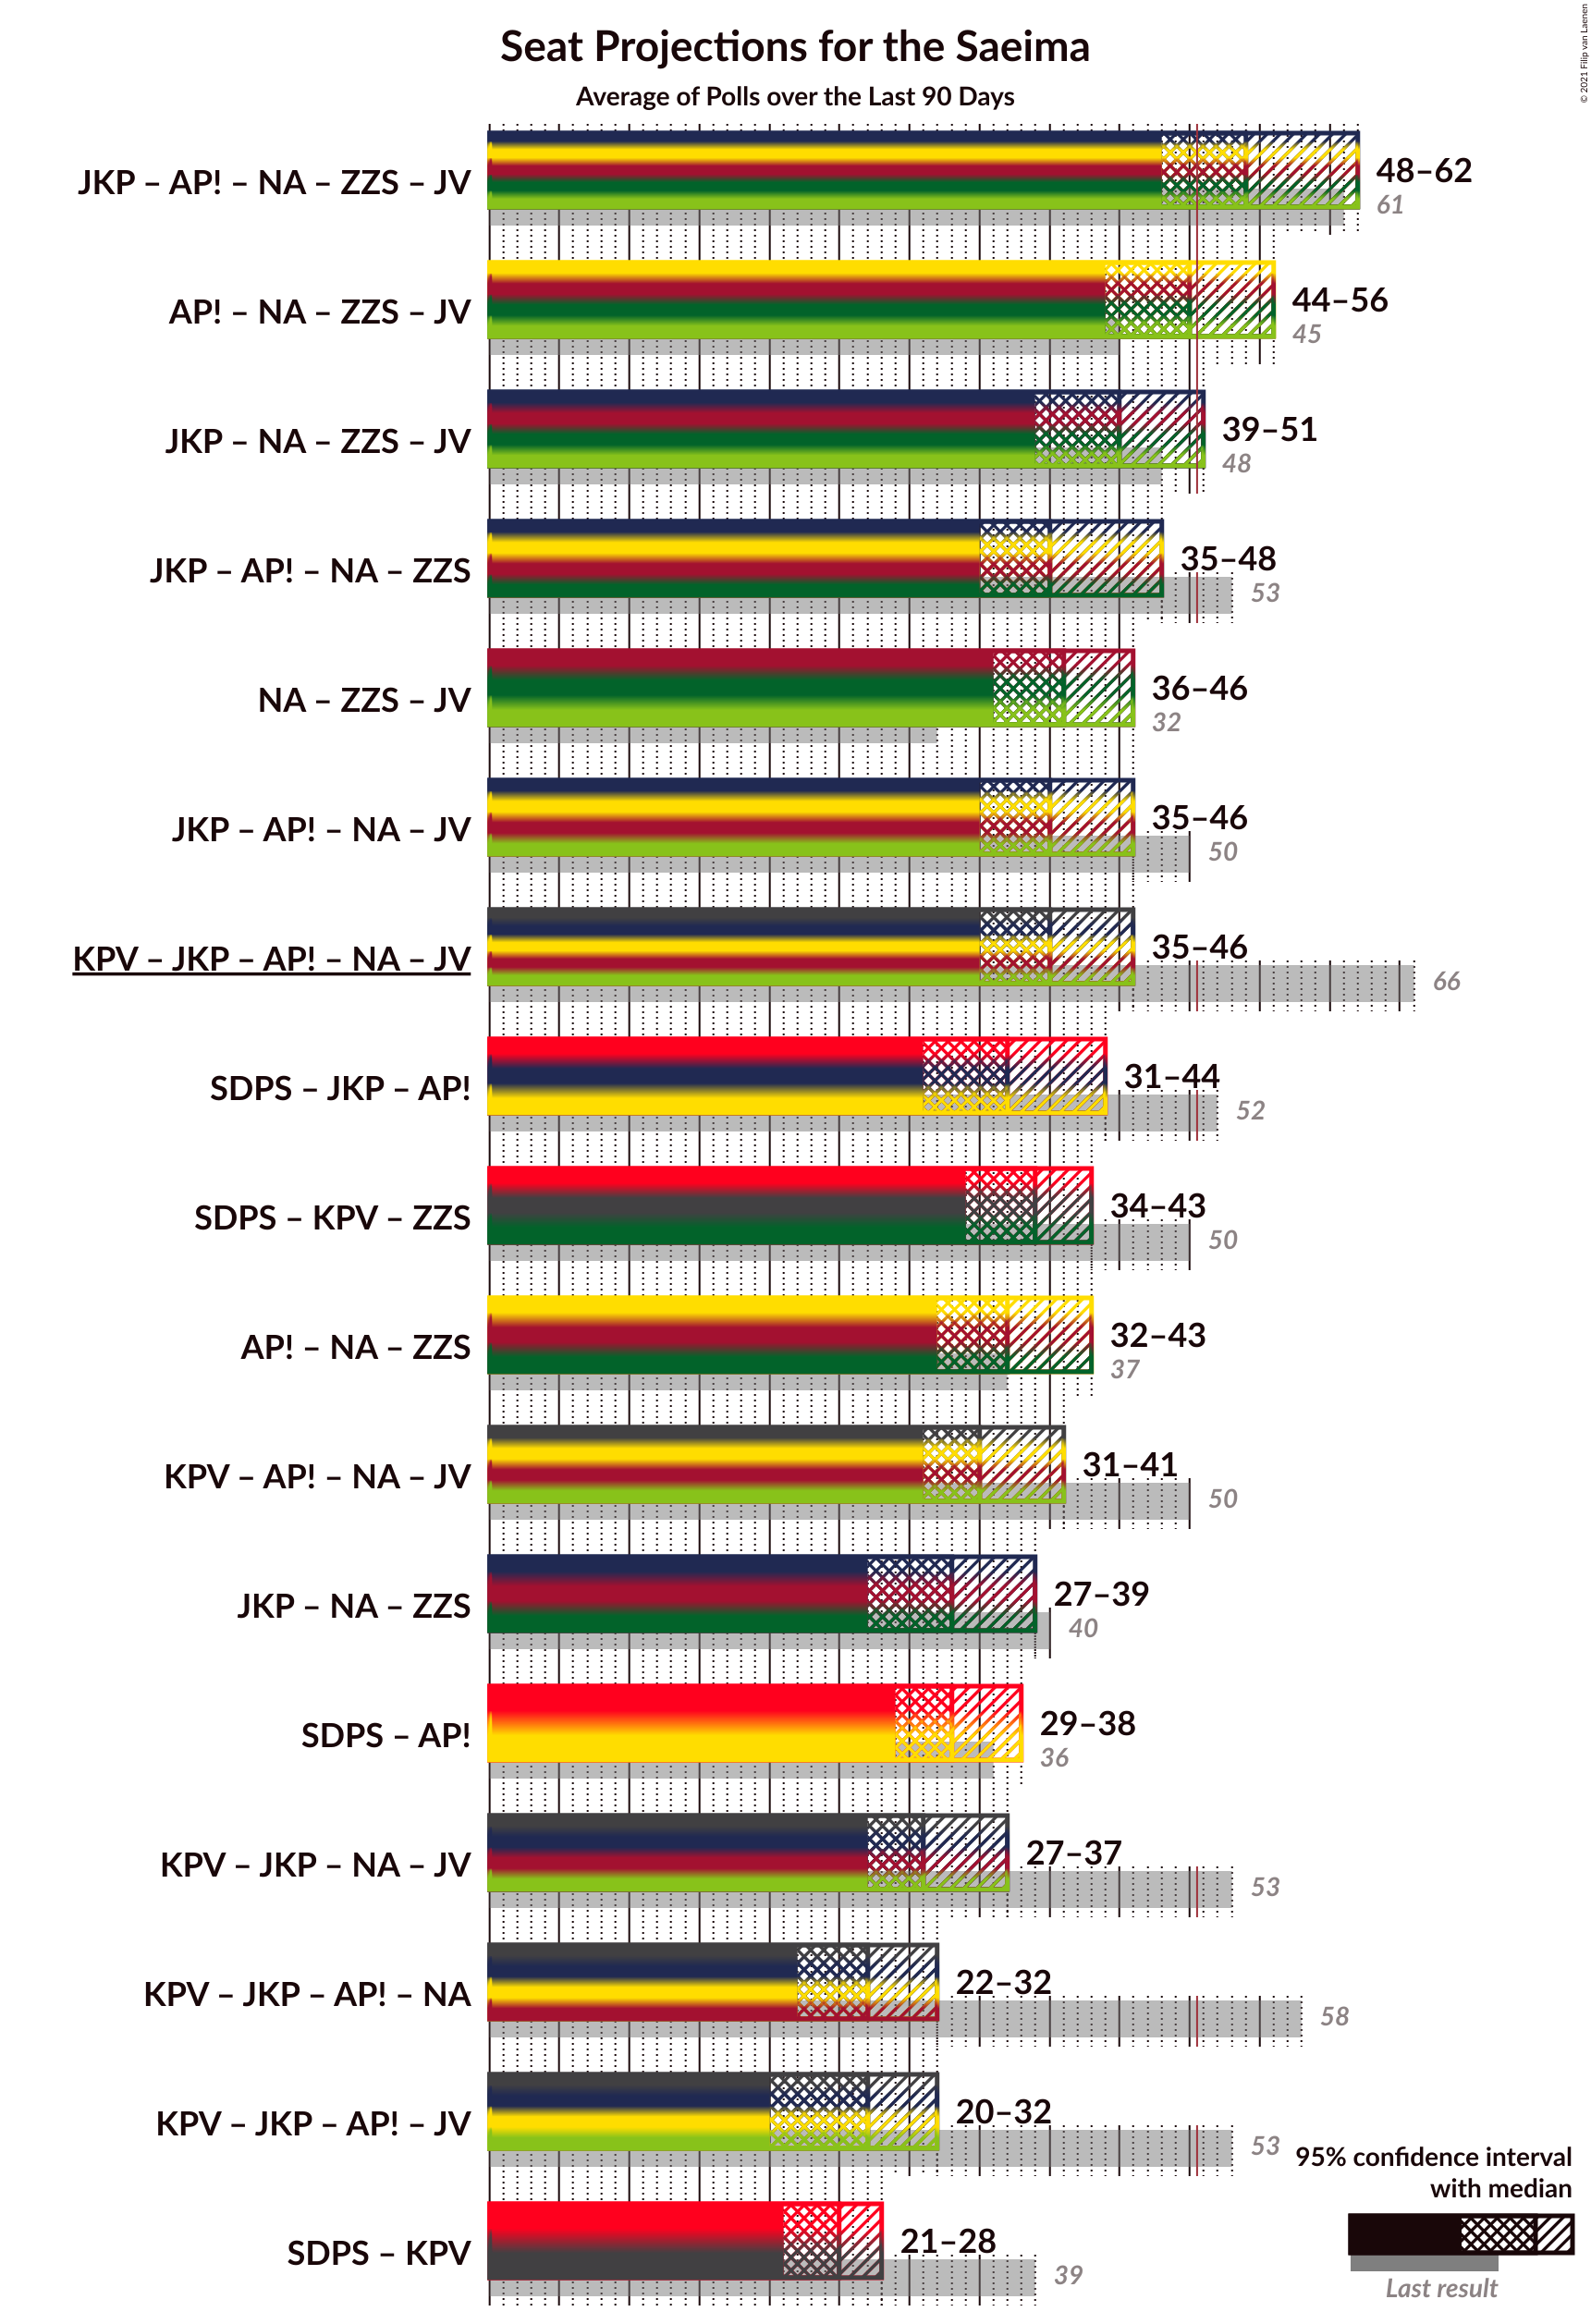 Seat Projections for the Saeima
Average of Polls over the Last 90 Days
© 2021 Filip van Laenen
JKP – AP! – NA – ZZS – JV
48–62
61
AP! – NA – ZZS – JV
44–56
45
JKP – NA – ZZS – JV
39–51
48
JKP – AP! – NA – ZZS
35–48
53
NA – ZZS – JV
36–46
32
JKP – AP! – NA – JV
35–46
50
KPV – JKP – AP! – NA – JV
35–46
66
SDPS – JKP – AP!
31–44
52
SDPS – KPV – ZZS
34–43
50
AP! – NA – ZZS
32–43
37
KPV – AP! – NA – JV
31–41
50
JKP – NA – ZZS
27–39
40
SDPS – AP!
29–38
36
KPV – JKP – NA – JV
27–37
53
KPV – JKP – AP! – NA
22–32
58
KPV – JKP – AP! – JV
20–32
53
SDPS – KPV
21–28
39
95% confidence interval
with median
Last result